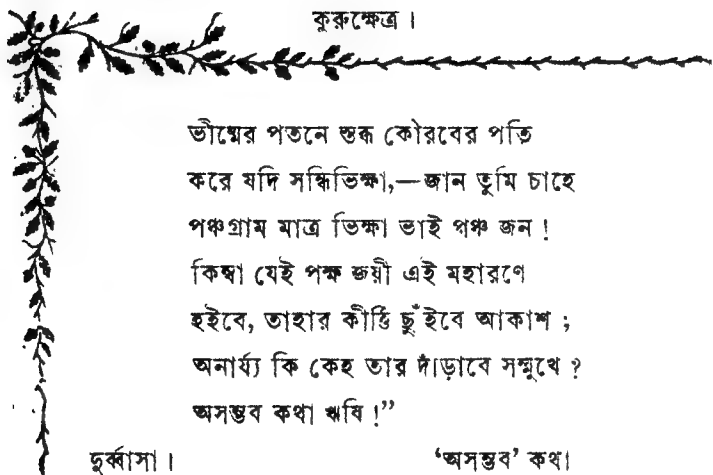 কুরুক্ষেত্র।
ভীষ্মের পতনে শুব্ধ কৌরবের পতি
করে যদি সন্ধিভিক্ষা,—জান তুমি চাহে
পঞ্চগ্রাম মাত্র ভিক্ষা ভাই পঞ্চ জন!
কিম্বা যেই পক্ষ জয়ী এই মহারণে
হইবে, তাহার কীর্ত্তি ছুঁইবে আকাশ;
অনার্য্য কি কেহ তার দাঁড়াবে সম্মুখে?
অসম্ভব কথা ঋষি!”
দুর্ব্বাসা। ‘অসম্ভব’ কথা